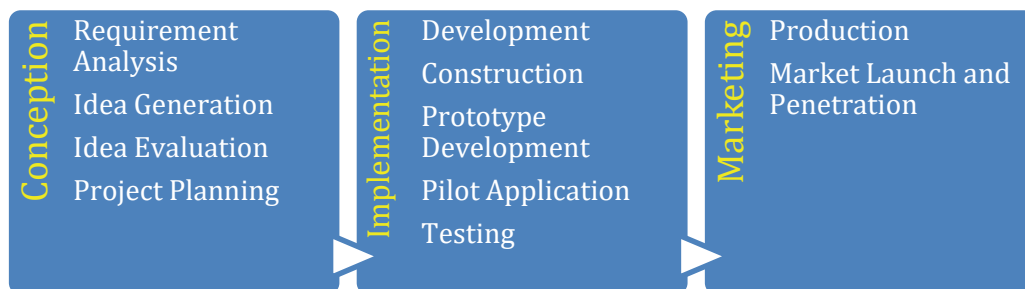 Conception
Requirement
Analysis
Idea Generation
Idea Evaluation
Project Planning
Implementation
Development
Construction
Prototype
Development
Pilot Application
Testing
Marketing
Production
Market Launch and
Penetration